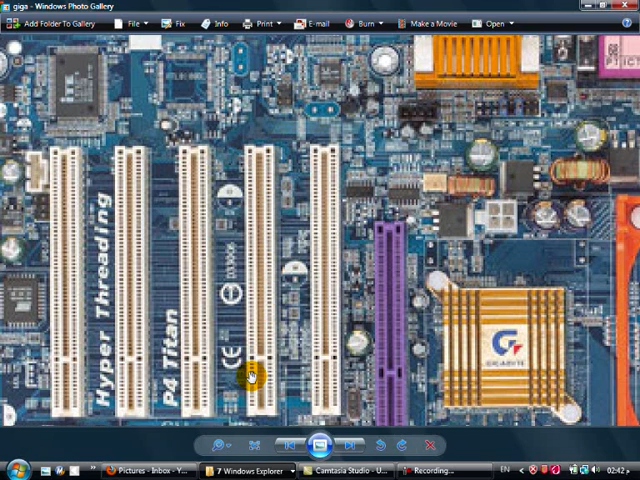 giga - Windows Photo Gallery
Add Folder To Gallery
File
Fix
Info
Print
E-mail
Burn
Make a Movie
Open
Hyper Threading
P4 Titan
CE
GIGABYTE
Pictures - Inbox - Y...
7 Windows Explorer
Camtasia Studio - U...
Recording...
EN
02:42